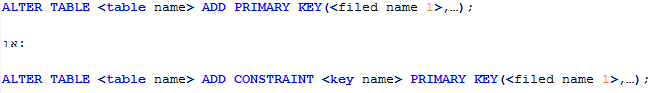 ALTER TABLE <table name> ADD PRIMARY KEY(<filed name 1>,…);
או:
ALTER TABLE <table name> ADD CONSTRAINT <key name> PRIMARY KEY(<filed name 1>,…);